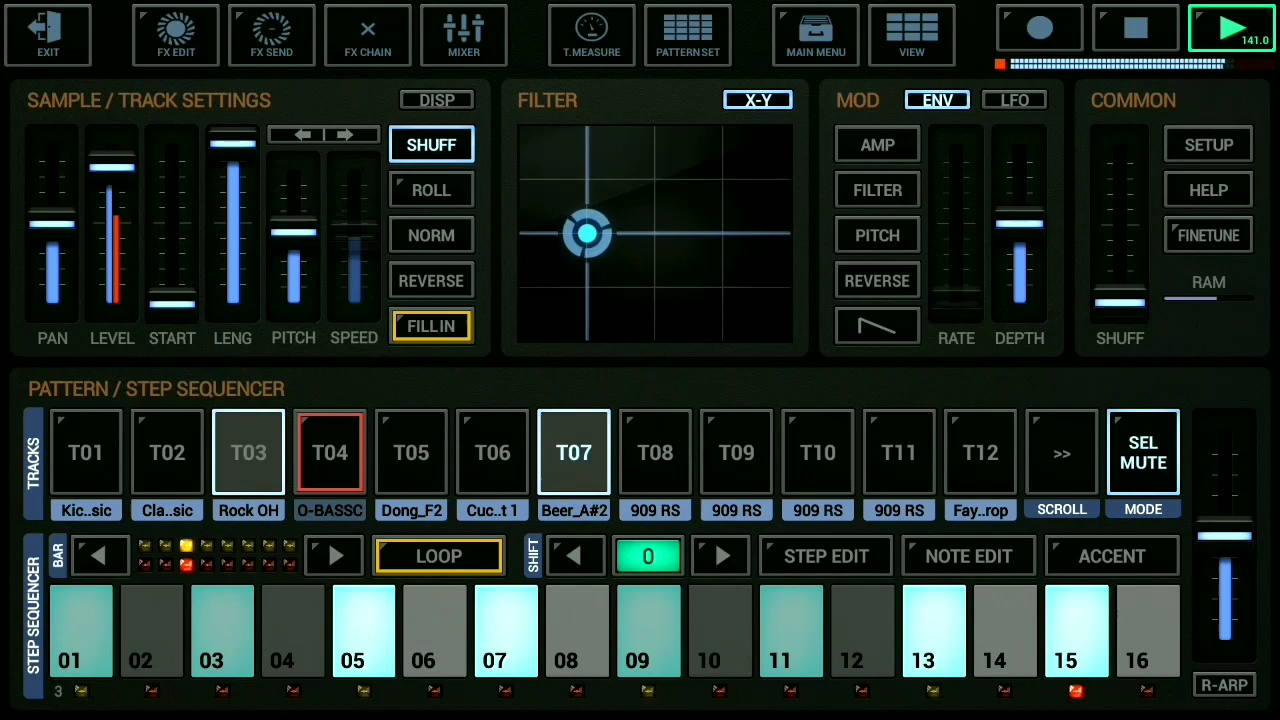 EXIT
FX EDIT
FX SEND
FX CHAIN
MIXER
T.MEASURE
PATTERN SET
MAIN MENU
VIEW
141.0
SAMPLE / TRACK SETTINGS
DISP
FILTER
X-Y
MOD
ENV
LFO
COMMON
SHUFF
ROLL
NORM
REVERSE
FILL IN
PAN
LEVEL
START
LENG
PITCH
SPEED
AMP
FILTER
PITCH
REVERSE
RATE
DEPTH
SETUP
HELP
FINETUNE
RAM
SHUFF
PATTERN / STEP SEQUENCER
TRACKS
T01
T02
T03
T04
T05
T06
T07
T08
T09
T10
T11
T12
>>
SEL
MUTE
Kic..sic
Cla..sic
Rock OH
O-BASSC
Dong_F2
Cuc..t 1
Beer_A#2
909 RS
909 RS
909 RS
909 RS
Fay..rop
SCROLL
MODE
BAR
LOOP
SHIFT
0
STEP EDIT
NOTE EDIT
ACCENT
STEP SEQUENCER
01
02
03
04
05
06
07
08
09
10
11
12
13
14
15
16
3
R-ARP